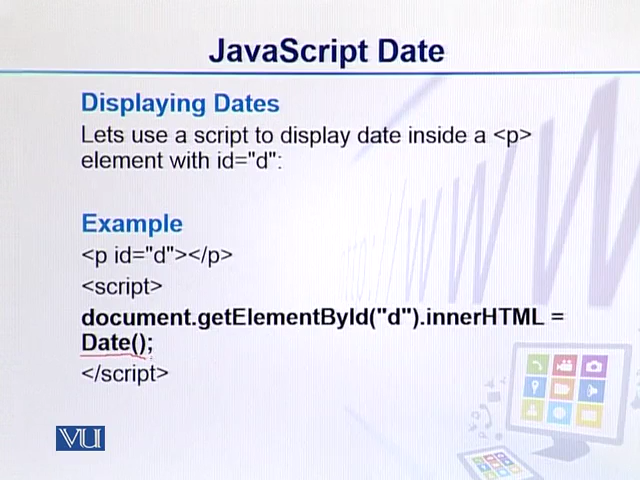 JavaScript Date
Displaying Dates
Lets use a script to display date inside a <p>
element with id="d":
Example
<p id="d"></p>
<script>
document.getElementById("d").innerHTML =
Date();
</script>
VU